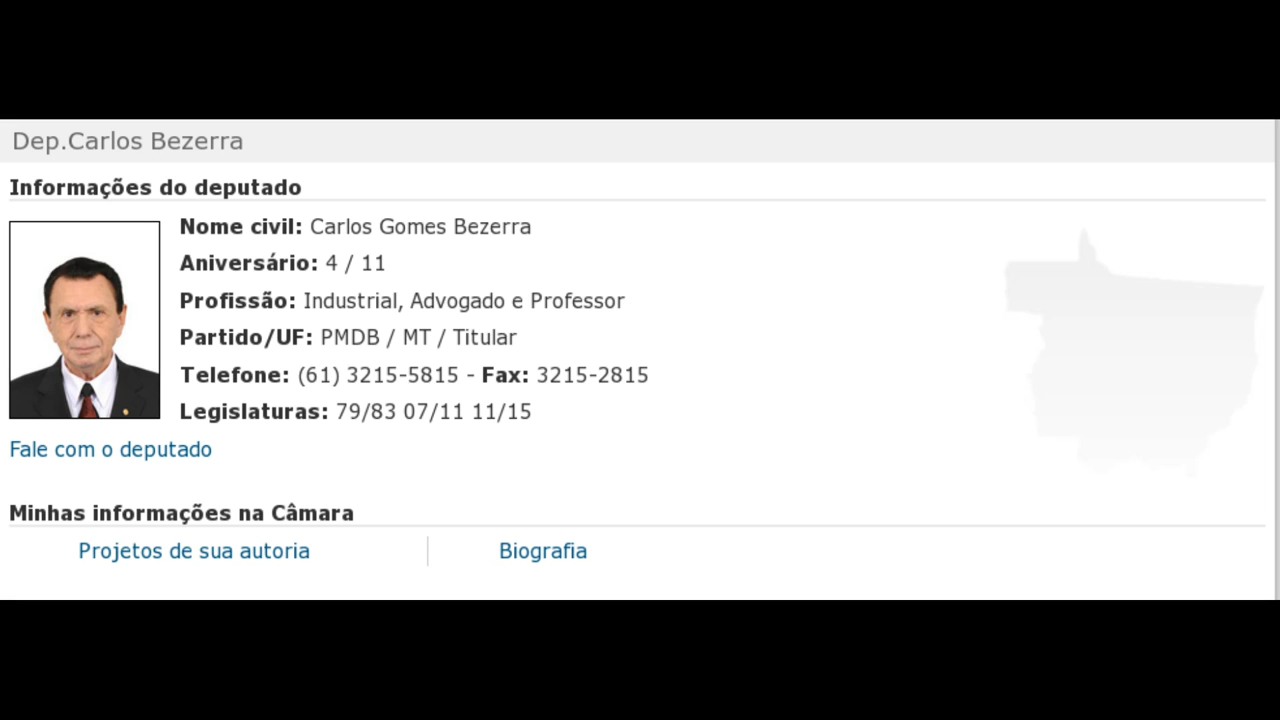 Dep.Carlos Bezerra
Informações do deputado
Nome civil: Carlos Gomes Bezerra
Aniversário: 4 / 11
Profissão: Industrial, Advogado e Professor
Partido/UF: PMDB / MT / Titular
Telefone: (61) 3215-5815 - Fax: 3215-2815
Legislaturas: 79/83 07/11 11/15
Fale com o deputado
Minhas informações na Câmara
Projetos de sua autoria
Biografia